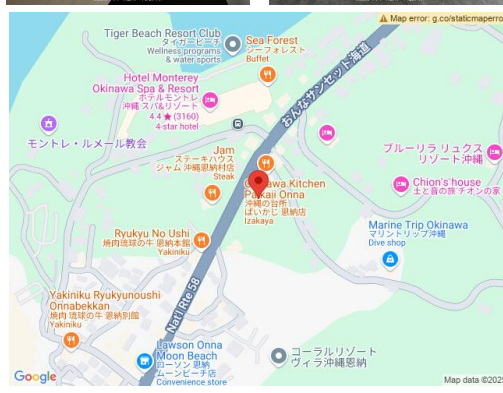 Map error: g.co/staticmaperro
Tiger Beach Resort Club
タイガービーチ
Wellness programs
& water sports
Sea Forest
シーフォレスト
Buffet
おんなサンセット海道
Hotel Monterey
Okinawa Spa & Resort
ホテルモントレ
沖縄 スパ&リゾート
4.4★ (3160)
4-star hotel
モントレ・ルメール教会
Jam
ステーキハウス
ジャム 沖縄恩納村店
Steak
ブルーリラ リュクス
リゾート沖縄
Kitchen
Onna
沖縄の台所
ぱいかじ 恩納店
Izakaya
Chion's house
土と音の旅 チオンの家
Marine Trip Okinawa
マリントリップ沖縄
Dive shop
Ryukyu No Ushi
焼肉琉球の牛 恩納本館
Yakiniku
Nat'l Rte 58
Yakiniku Ryukyunoushi
Onnabekkan
焼肉 琉球の牛 恩納別館
Yakiniku
Lawson Onna
Moon Beach
ローソン 恩納
ムーンビーチ店
Convenience store
コーラルリゾート
ヴィラ沖縄恩納
Google
Map data ©2025